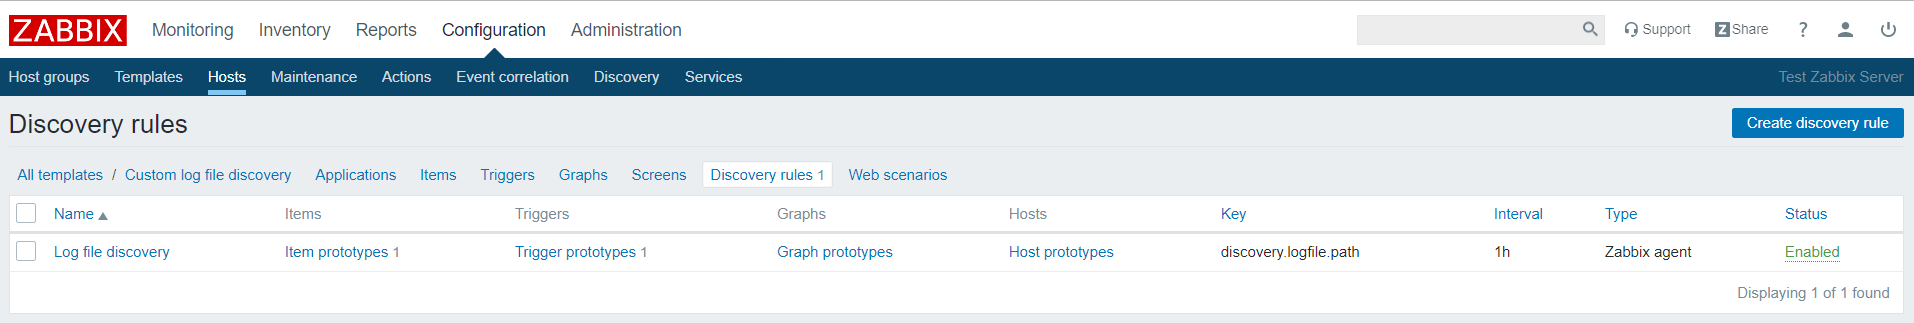 ZABBIX Monitoring Inventory Reports Configuration Administration Support Z Share ?
Host groups Templates Hosts Maintenance Actions Event correlation Discovery Services Test Zabbix Server
Discovery rules Create discovery rule
All templates / Custom log file discovery Applications Items Triggers Graphs Screens Discovery rules 1 Web scenarios
Name Items Triggers Graphs Hosts Key Interval Type Status
Log file discovery Item prototypes 1 Trigger prototypes 1 Graph prototypes Host prototypes discovery.logfile.path 1h Zabbix agent Enabled
Displaying 1 of 1 found